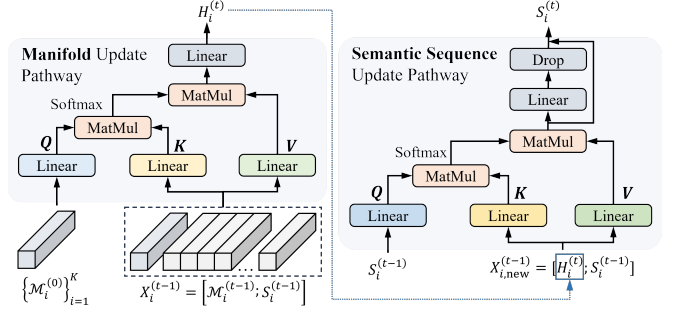 H_i^{(t)}
Manifold Update
Pathway
Linear
MatMul
Softmax
MatMul
Q
K
V
Linear
Linear
Linear
...
{ℳ_i^{(0)}}_{i=1}^K
X_i^{(t-1)} = [ℳ_i^{(t-1)}; S_i^{(t-1)}]
S_i^{(t)}
Semantic Sequence
Update Pathway
Drop
Linear
MatMul
Softmax
MatMul
Q
K
V
Linear
Linear
Linear
S_i^{(t-1)}
X_{i,new}^{(t-1)} = [H_i^{(t)}; S_i^{(t-1)}]